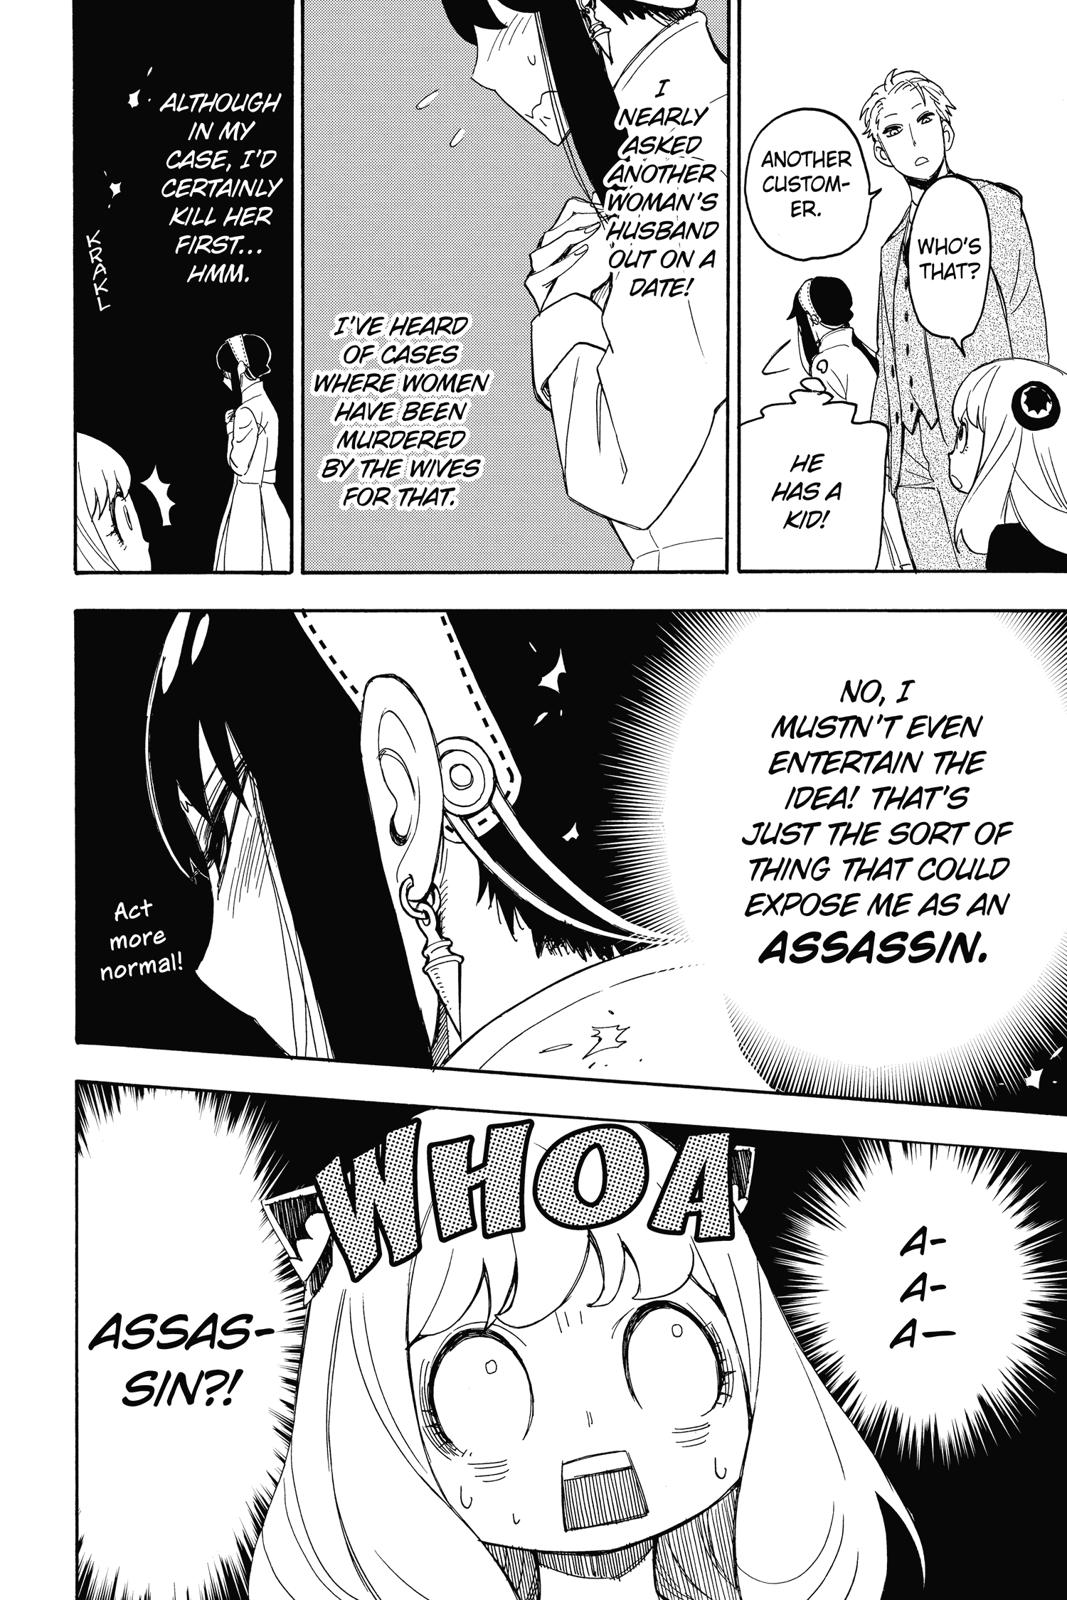 WHO'S
THAT?
ANOTHER
CUSTOM-
ER.
HE
HAS A
KID!
I
NEARLY
ASKED
ANOTHER
WOMAN'S
HUSBAND
OUT ON A
DATE!
I'VE HEARD
OF CASES
WHERE WOMEN
HAVE BEEN
MURDERED
BY THE WIVES
FOR THAT.
ALTHOUGH
IN MY
CASE, I'D
CERTAINLY
KILL HER
FIRST...
HMM.
KRAKL
NO, I
MUSTN'T EVEN
ENTERTAIN THE
IDEA! THAT'S
JUST THE SORT OF
THING THAT COULD
EXPOSE ME AS AN
ASSASSIN.
Act
more
normal!
A-
A-
A—
WHOA
ASSAS-
SIN?!